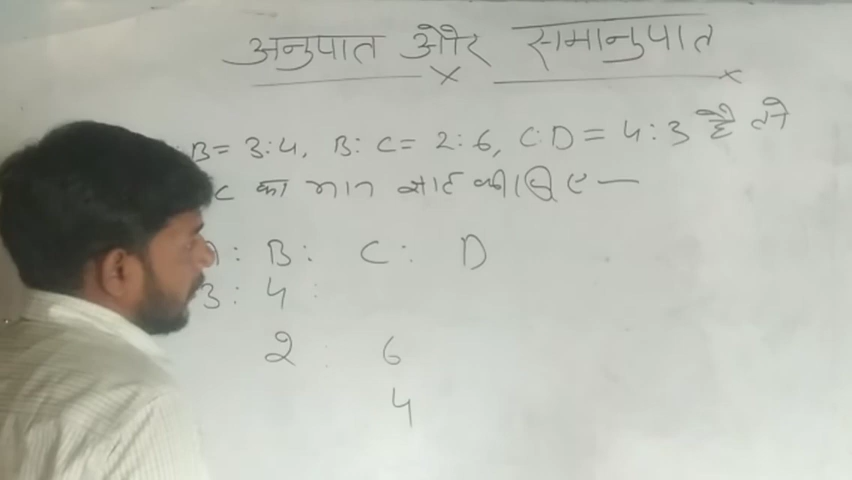 अनुपात और समानुपात
B= 3:4, B: C= 2:6, C:D= 4:3 है तो
C का मान ज्ञात कीजिए —
: B: C: D
3: 4:
2 : 6
4